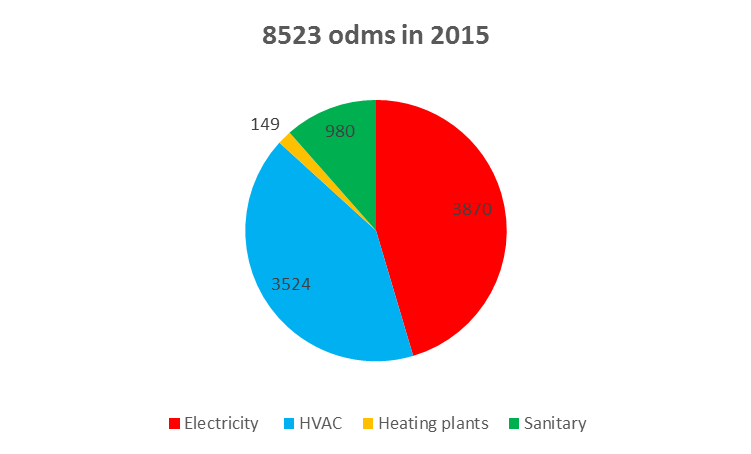 8523 odms in 2015
149
980
3870
3524
Electricity HVAC Heating plants Sanitary